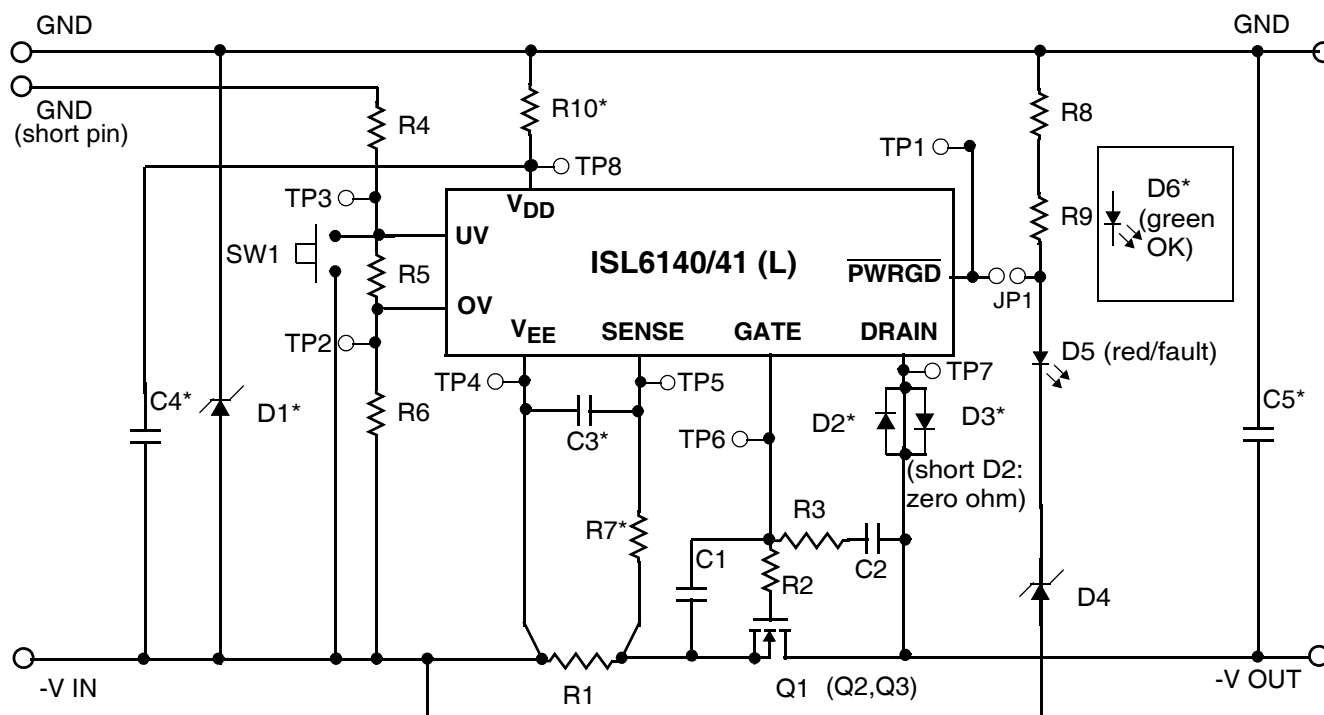 GND
GND
GND
(short pin)
R4
R10*
R8
TP1
TP8
TP3
VDD
D6*
(green
OK)
R9
UV
SW1
ISL6140/41 (L)
PWRGD
R5
JP1
OV
VEE
SENSE
GATE
DRAIN
TP2
D5 (red/fault)
TP4
TP5
TP7
C4*
D1*
R6
C3*
TP6
D2*
D3*
C5*
(short D2:
zero ohm)
R3
R7*
C1
C2
R2
D4
-V IN
R1
Q1 (Q2,Q3)
-V OUT